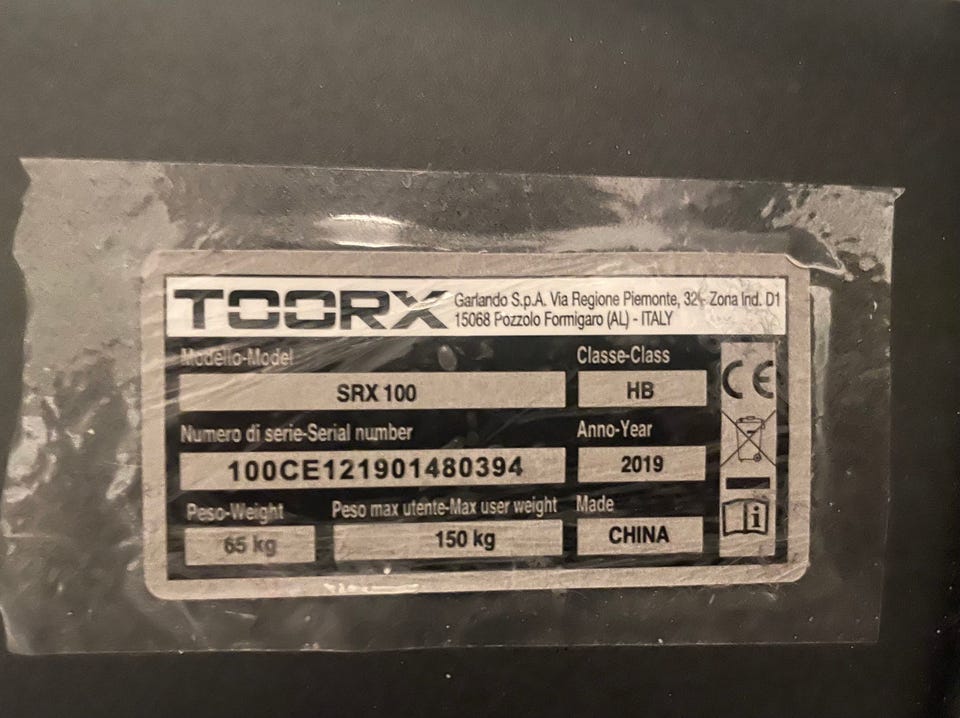 TOORX
Garlando S.p.A. Via Regione Piemonte, 32 - Zona Ind. D1
15068 Pozzolo Formigaro (AL) - ITALY
Modello-Model
Classe-Class
SRX 100
HB
CE
Numero di serie-Serial number
Anno-Year
100CE121901480394
2019
Peso-Weight
Peso max utente-Max user weight
Made
65 kg
150 kg
CHINA
i